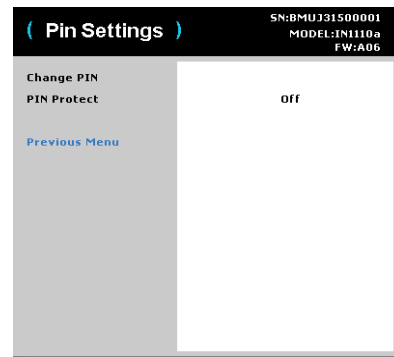 ( Pin Settings )
SN:BMUJ31500001
MODEL:IN1110a
FW:A06
Change PIN
PIN Protect Off
Previous Menu